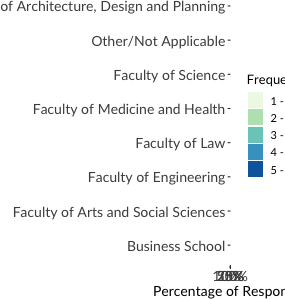 of Architecture, Design and Planning
Other/Not Applicable
Faculty of Science
Faculty of Medicine and Health
Faculty of Law
Faculty of Engineering
Faculty of Arts and Social Sciences
Business School
Freque
1 -
2 -
3 -
4 -
5 -
Percentage of Respor